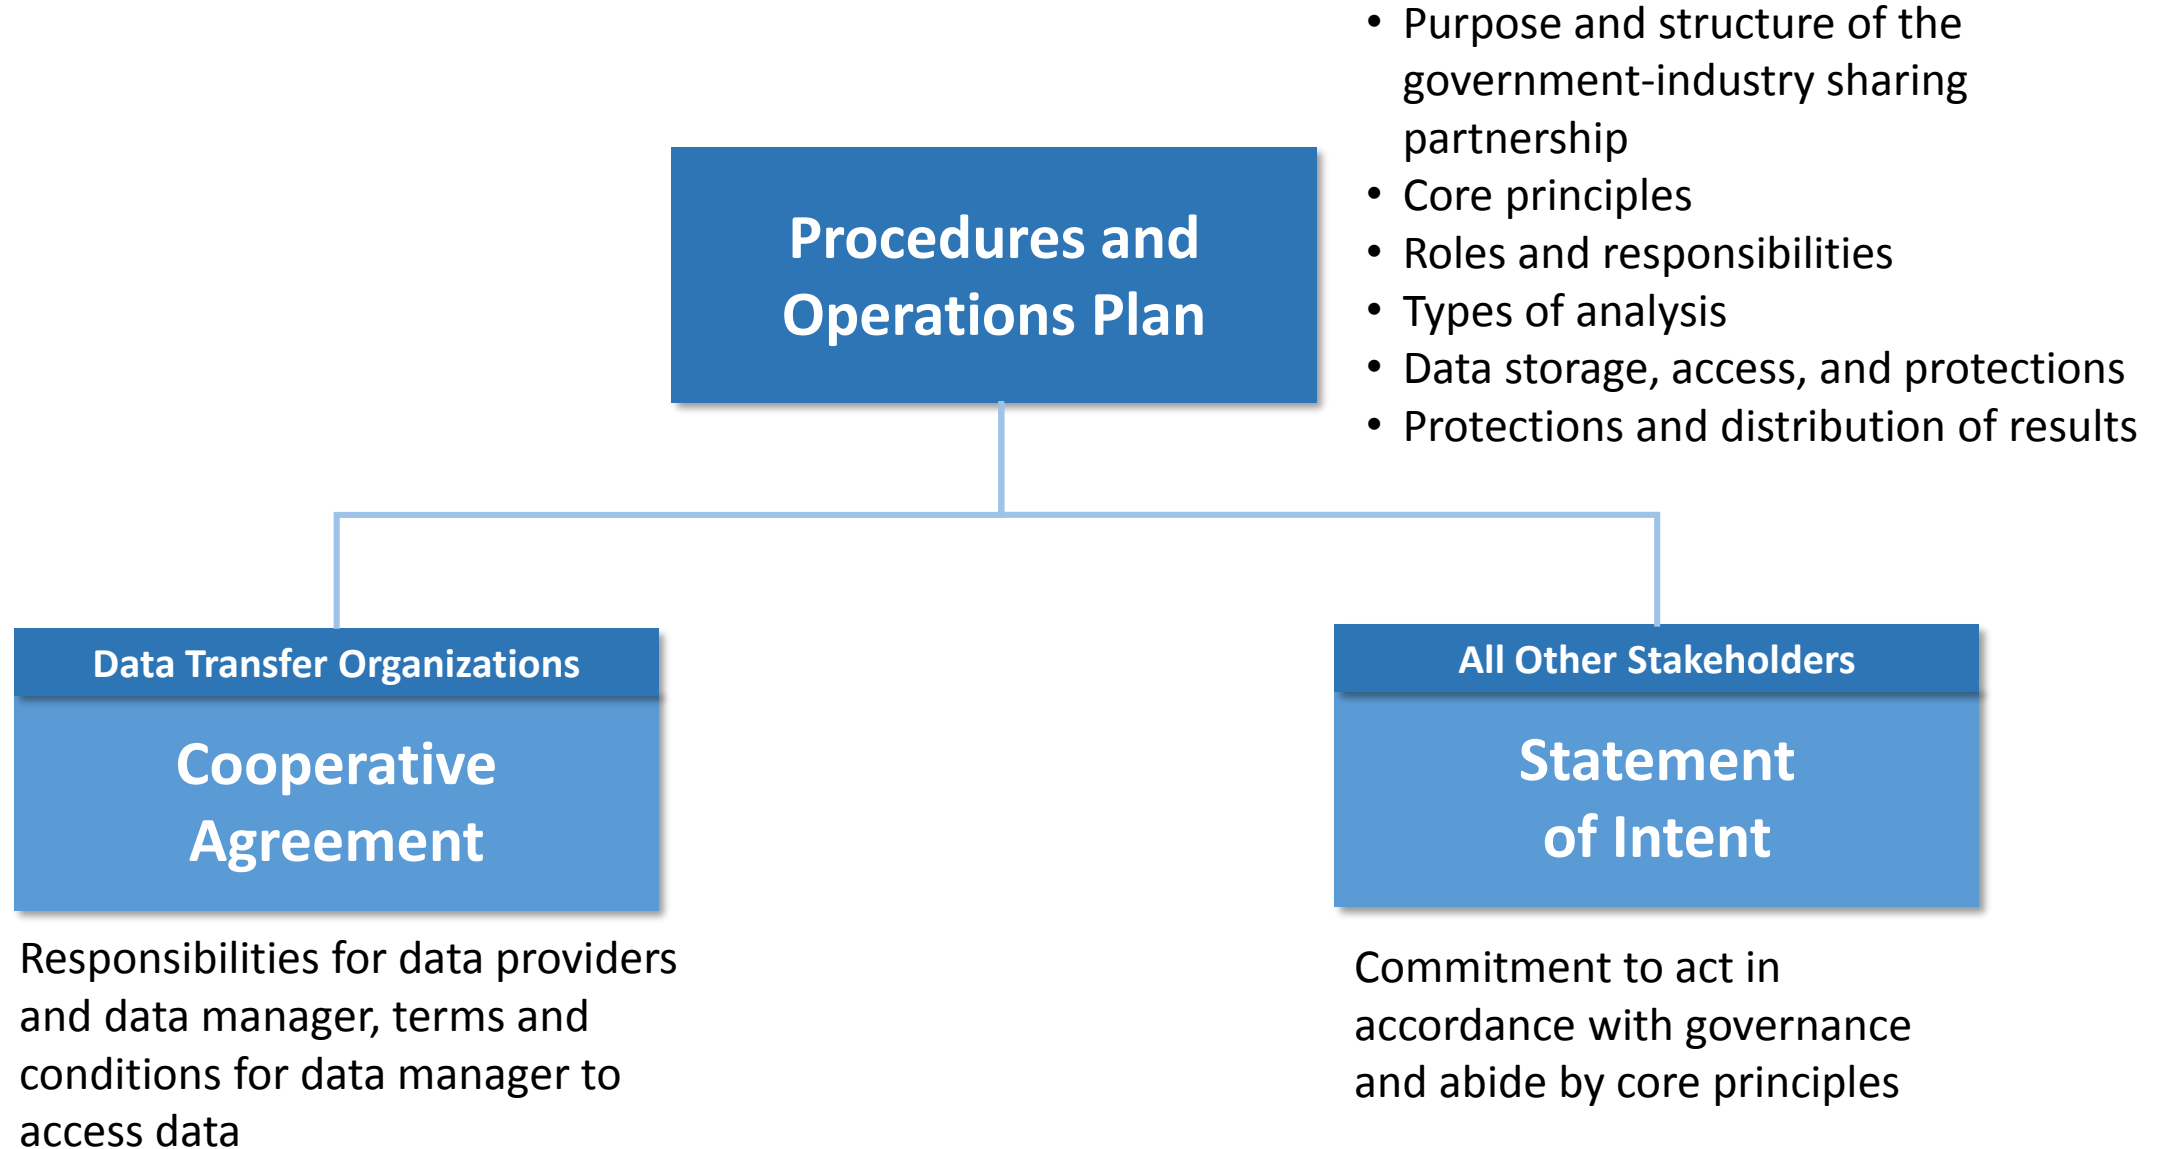 • Purpose and structure of the
government-industry sharing
partnership
• Core principles
• Roles and responsibilities
• Types of analysis
• Data storage, access, and protections
• Protections and distribution of results
Procedures and
Operations Plan
Data Transfer Organizations
Cooperative
Agreement
Responsibilities for data providers
and data manager, terms and
conditions for data manager to
access data
All Other Stakeholders
Statement
of Intent
Commitment to act in
accordance with governance
and abide by core principles